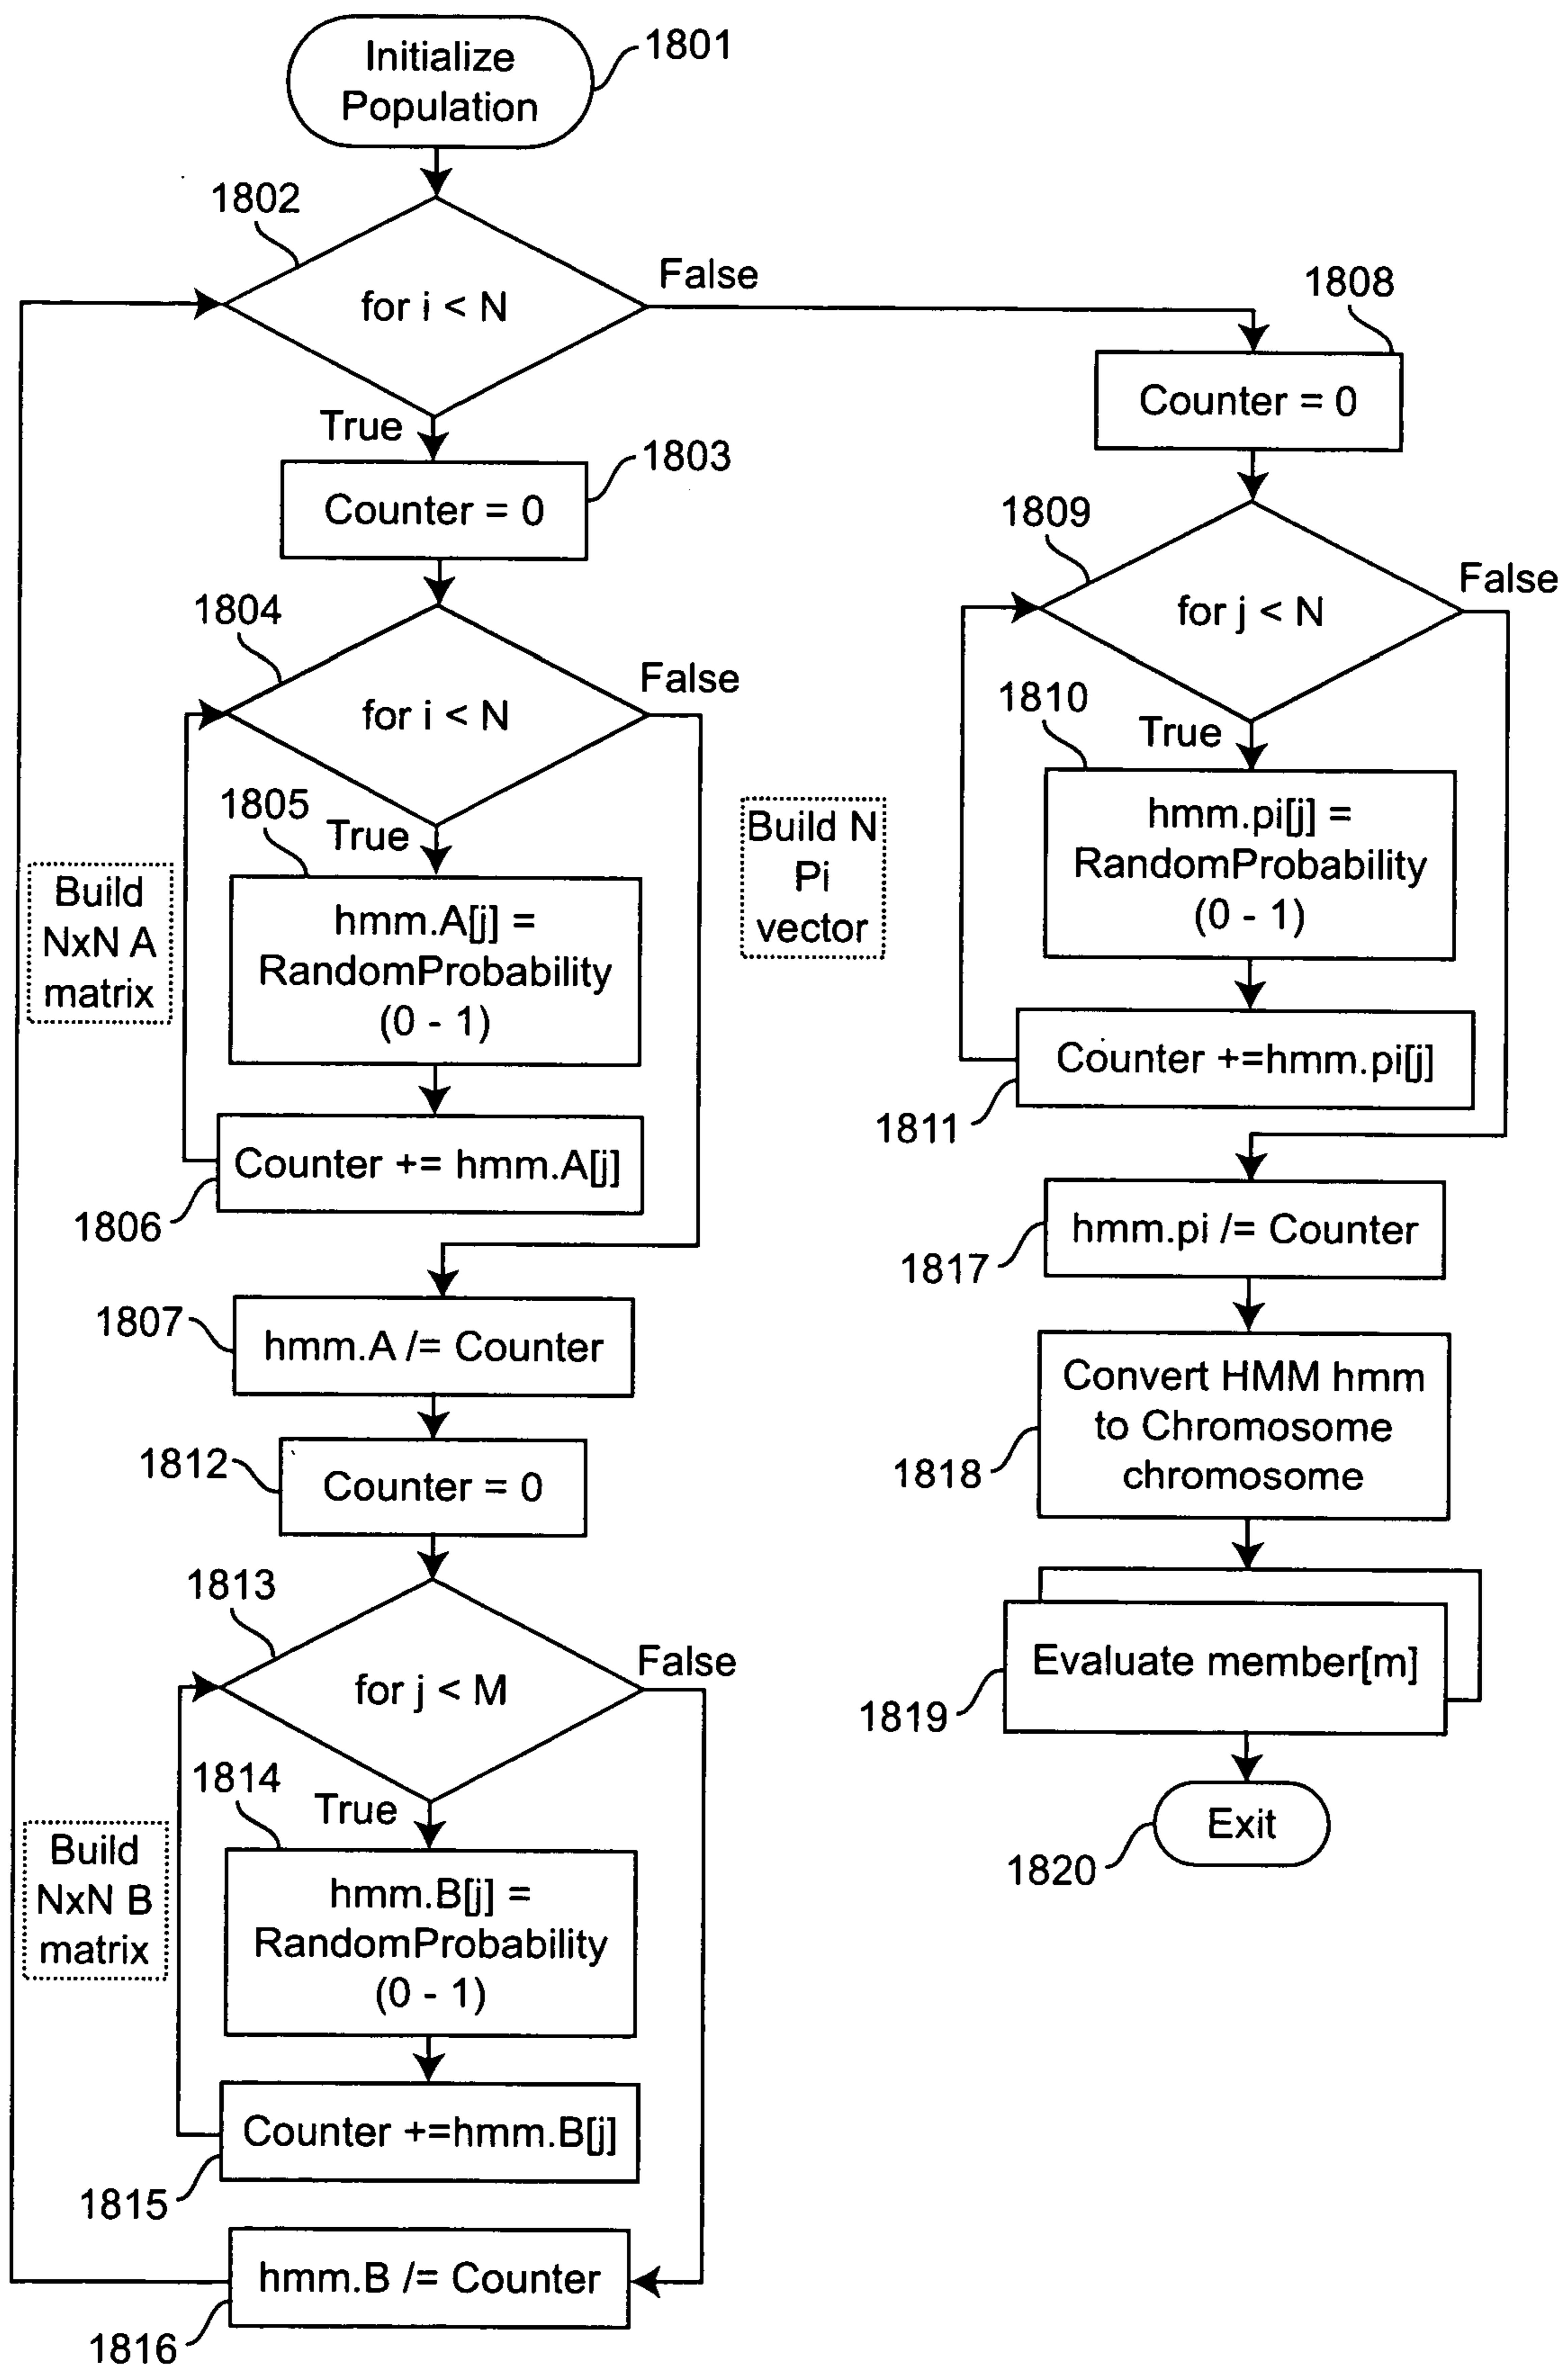 Initialize
Population
1801
1802
for i < N
False
True
Counter = 0
1803
1804
for i < N
False
True
1805
hmm.A[j] =
RandomProbability
(0 - 1)
Build
NxN A
matrix
Counter += hmm.A[j]
1806
1807
hmm.A /= Counter
1812
Counter = 0
1813
for j < M
False
True
1814
hmm.B[j] =
RandomProbability
(0 - 1)
Build
NxN B
matrix
Counter +=hmm.B[j]
1815
hmm.B /= Counter
1816
1808
Counter = 0
1809
for j < N
False
True
1810
hmm.pi[j] =
RandomProbability
(0 - 1)
Build N
Pi
vector
Counter +=hmm.pi[j]
1811
hmm.pi /= Counter
1817
Convert HMM hmm
to Chromosome
chromosome
1818
Evaluate member[m]
1819
Exit
1820